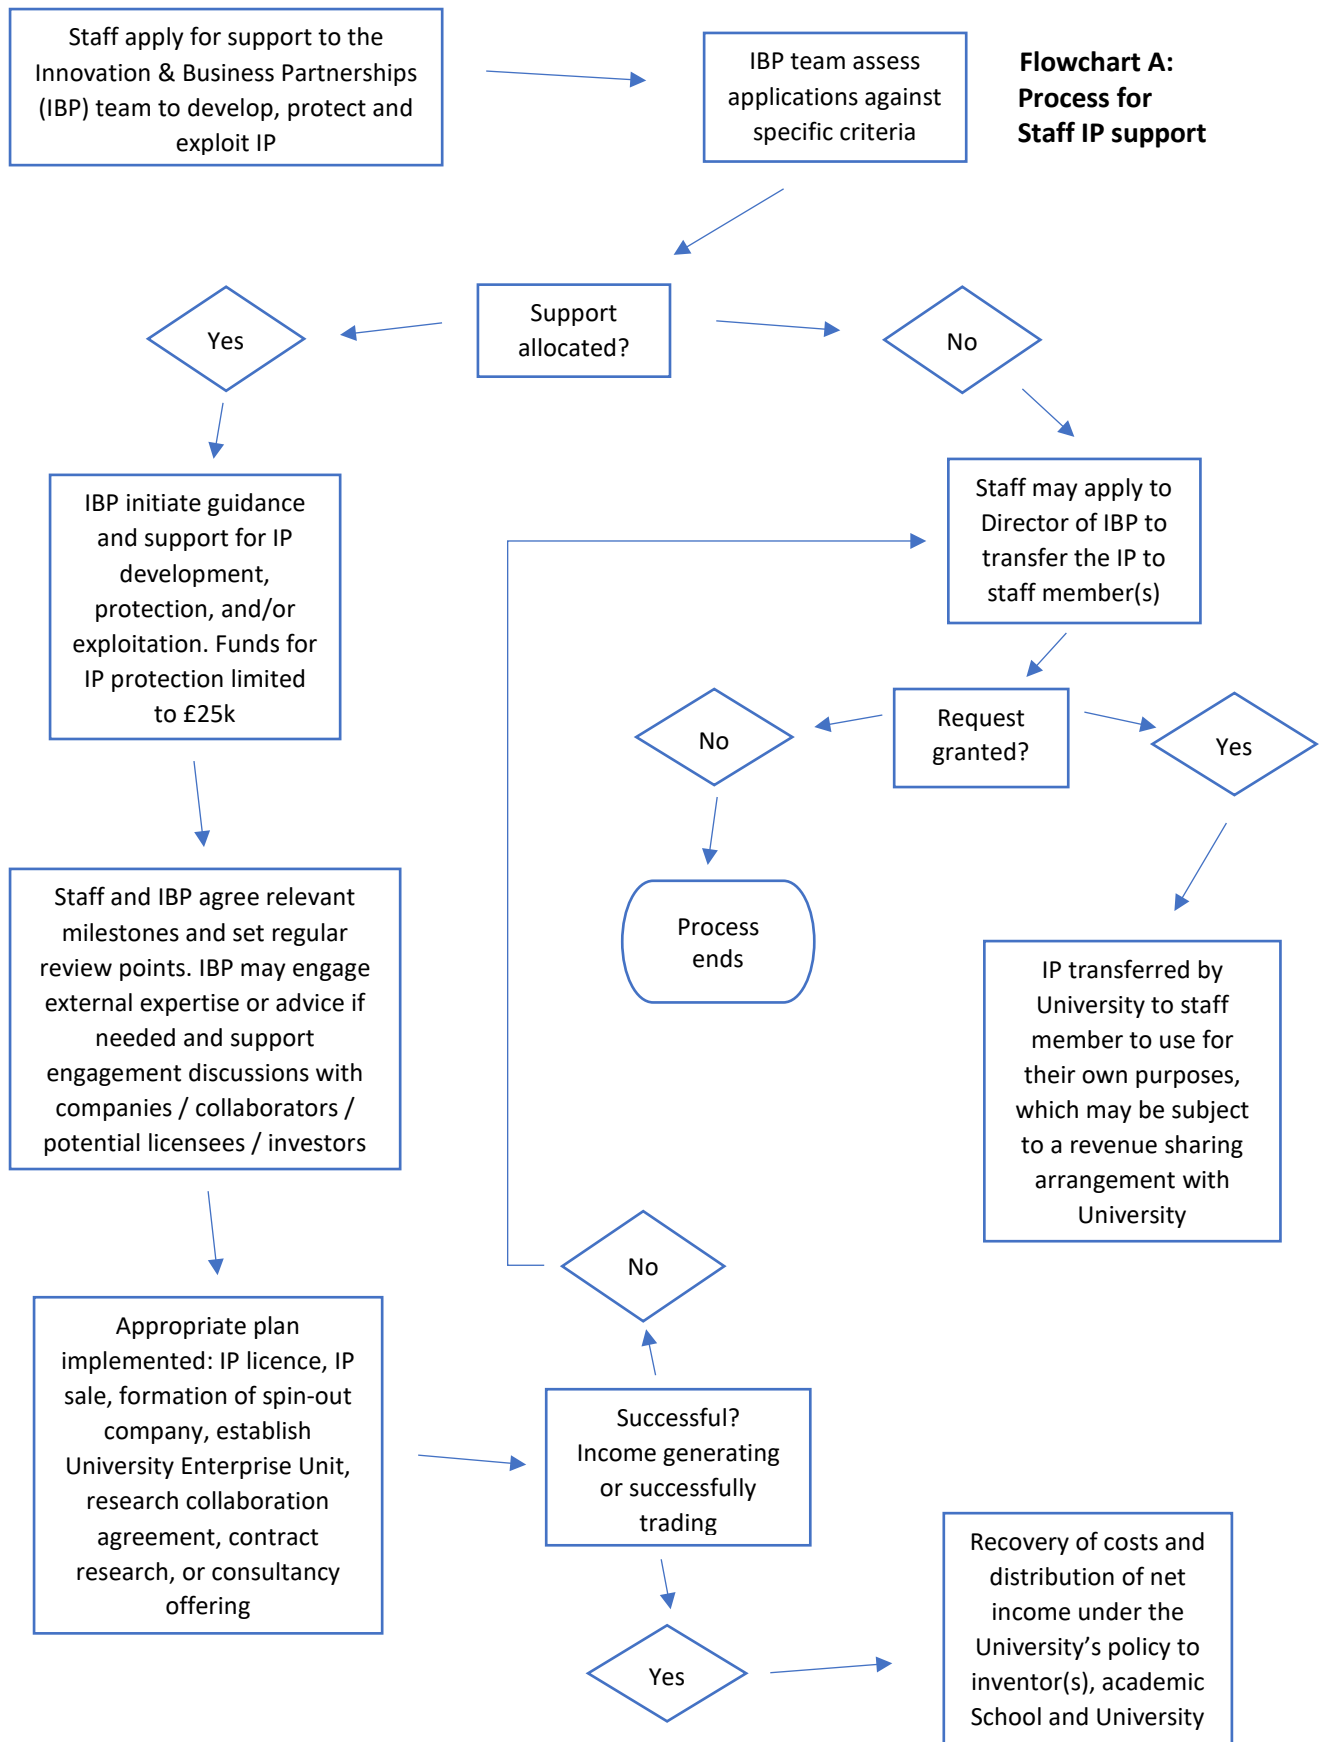 Staff apply for support to the
Innovation & Business Partnerships
(IBP) team to develop, protect and
exploit IP
IBP team assess
applications against
specific criteria
Flowchart A:
Process for
Staff IP support
Yes
Support
allocated?
No
IBP initiate guidance
and support for IP
development,
protection, and/or
exploitation. Funds for
IP protection limited
to £25k
Staff may apply to
Director of IBP to
transfer the IP to
staff member(s)
No
Request
granted?
Yes
Staff and IBP agree relevant
milestones and set regular
review points. IBP may engage
external expertise or advice if
needed and support
engagement discussions with
companies / collaborators /
potential licensees / investors
Process
ends
IP transferred by
University to staff
member to use for
their own purposes,
which may be subject
to a revenue sharing
arrangement with
University
No
Appropriate plan
implemented: IP licence, IP
sale, formation of spin-out
company, establish
University Enterprise Unit,
research collaboration
agreement, contract
research, or consultancy
offering
Successful?
Income generating
or successfully
trading
Yes
Recovery of costs and
distribution of net
income under the
University’s policy to
inventor(s), academic
School and University